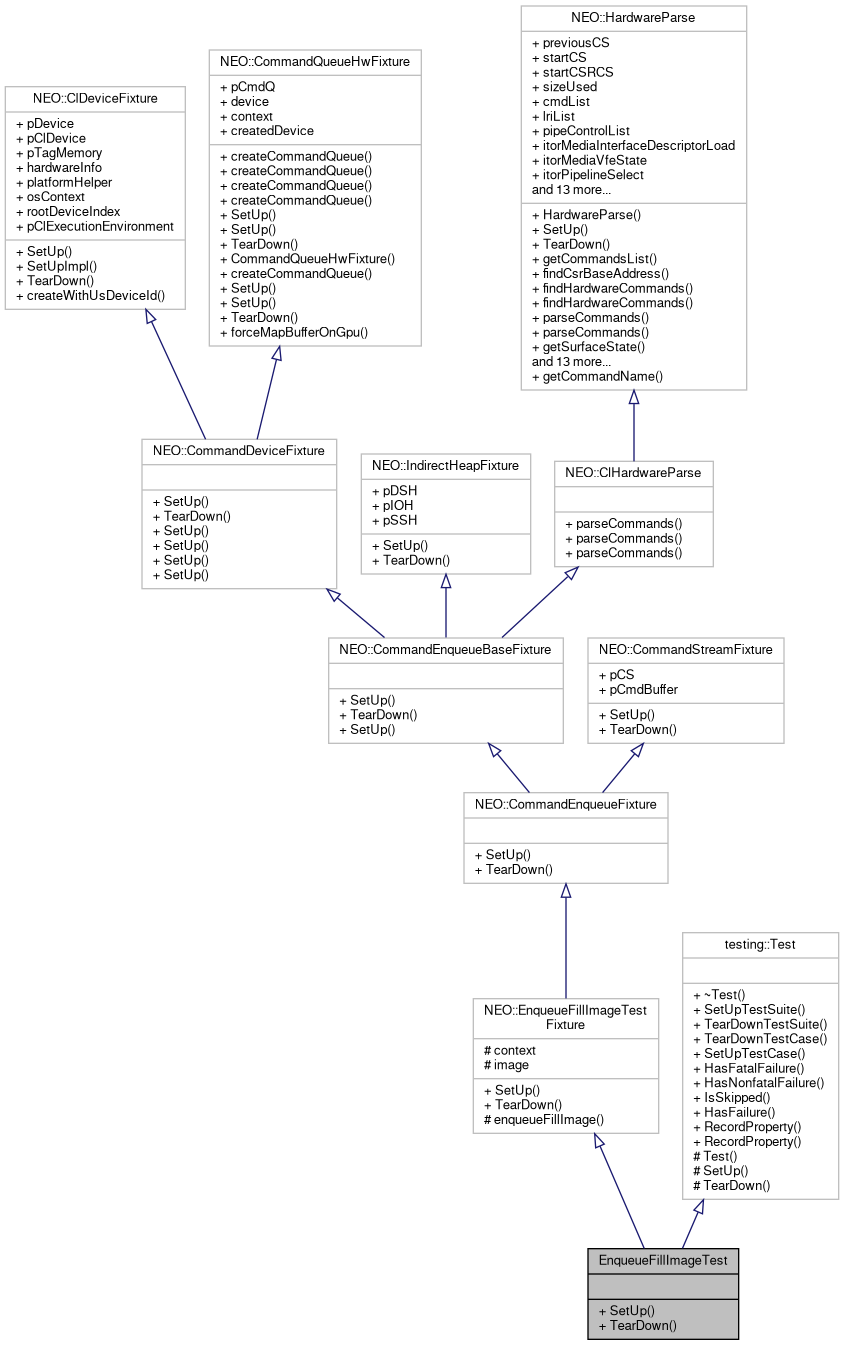 NEO::HardwareParse
+ previousCS
+ startCS
+ startCSRCS
+ sizeUsed
+ cmdList
+ lriList
+ pipeControlList
+ itorMediaInterfaceDescriptorLoad
+ itorMediaVfeState
+ itorPipelineSelect
and 13 more...
+ HardwareParse()
+ SetUp()
+ TearDown()
+ getCommandsList()
+ findCsrBaseAddress()
+ findHardwareCommands()
+ findHardwareCommands()
+ parseCommands()
+ parseCommands()
+ getSurfaceState()
and 13 more...
+ getCommandName()
NEO::CommandQueueHwFixture
+ pCmdQ
+ device
+ context
+ createdDevice
+ createCommandQueue()
+ createCommandQueue()
+ createCommandQueue()
+ createCommandQueue()
+ SetUp()
+ SetUp()
+ TearDown()
+ CommandQueueHwFixture()
+ createCommandQueue()
+ SetUp()
+ SetUp()
+ TearDown()
+ forceMapBufferOnGpu()
NEO::ClDeviceFixture
+ pDevice
+ pClDevice
+ pTagMemory
+ hardwareInfo
+ platformHelper
+ osContext
+ rootDeviceIndex
+ pClExecutionEnvironment
+ SetUp()
+ SetUpImpl()
+ TearDown()
+ createWithUsDeviceId()
NEO::CommandDeviceFixture
+ SetUp()
+ TearDown()
+ SetUp()
+ SetUp()
+ SetUp()
+ SetUp()
NEO::IndirectHeapFixture
+ pDSH
+ pIOH
+ pSSH
+ SetUp()
+ TearDown()
NEO::ClHardwareParse
+ parseCommands()
+ parseCommands()
+ parseCommands()
NEO::CommandEnqueueBaseFixture
+ SetUp()
+ TearDown()
+ SetUp()
NEO::CommandStreamFixture
+ pCS
+ pCmdBuffer
+ SetUp()
+ TearDown()
NEO::CommandEnqueueFixture
+ SetUp()
+ TearDown()
testing::Test
+ ~Test()
+ SetUpTestSuite()
+ TearDownTestSuite()
+ TearDownTestCase()
+ SetUpTestCase()
+ HasFatalFailure()
+ HasNonfatalFailure()
+ IsSkipped()
+ HasFailure()
+ RecordProperty()
+ RecordProperty()
# Test()
# SetUp()
# TearDown()
NEO::EnqueueFillImageTest
Fixture
# context
# image
+ SetUp()
+ TearDown()
# enqueueFillImage()
EnqueueFillImageTest
+ SetUp()
+ TearDown()